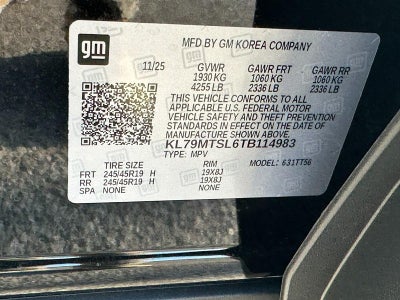 gm
MFD BY GM KOREA COMPANY
11/25 GVWR GAWR FRT GAWR RR
1930 KG 1060 KG 1060 KG
4255 LB 2336 LB 2336 LB
THIS VEHICLE CONFORMS TO ALL
APPLICABLE U.S. FEDERAL MOTOR
VEHICLE SAFETY AND THEFT
PREVENTION STANDARDS IN EFFECT
ON THE DATE OF
MANUFACTURE SHOWN ABOVE.
KL79MTSL6TB114983
TYPE: MPV MODEL: 631TT56
TIRE SIZE RIM
FRT 245/45R19 H 19X8J
RR 245/45R19 H 19X8J
SPA NONE NONE